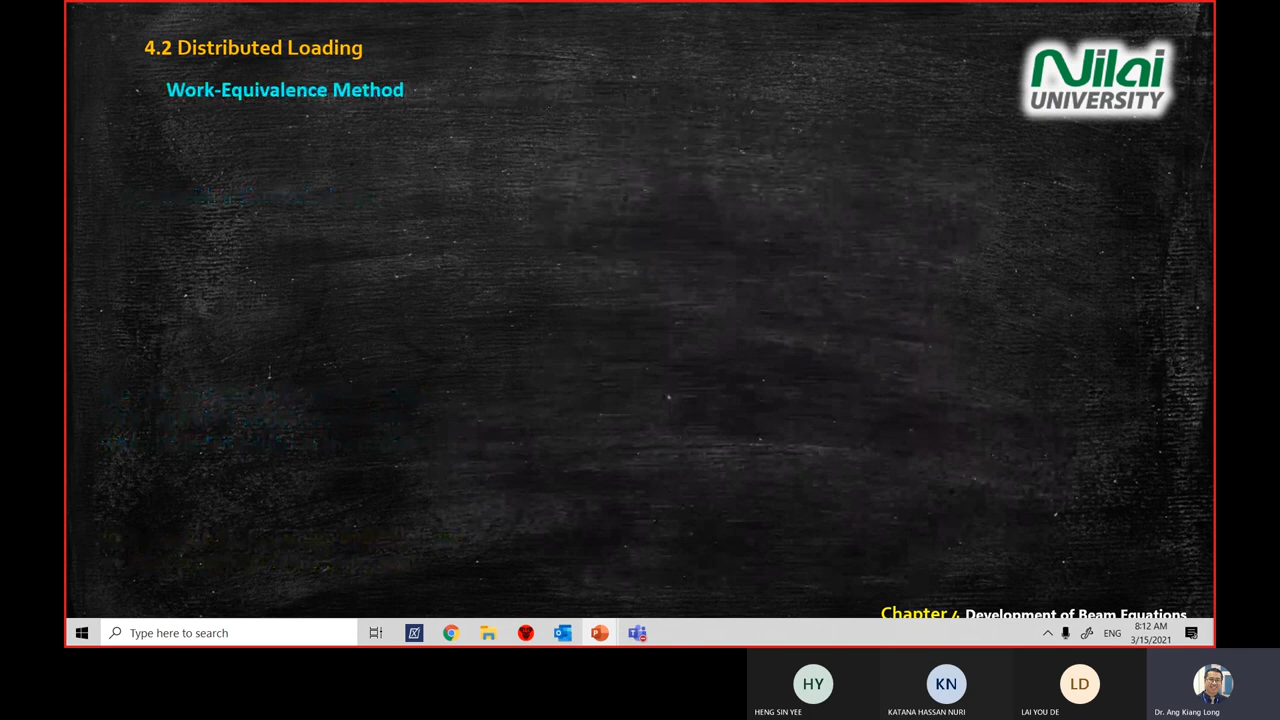 4.2 Distributed Loading
Work-Equivalence Method
Nilai
UNIVERSITY
Chapter 4 Development of Beam Equations
Type here to search
ENG
8:12 AM
3/15/2021
HY
KN
LD
HENG SIN YEE
KATANA HASSAN NURI
LAI YOU DE
Dr. Ang Kiang Long